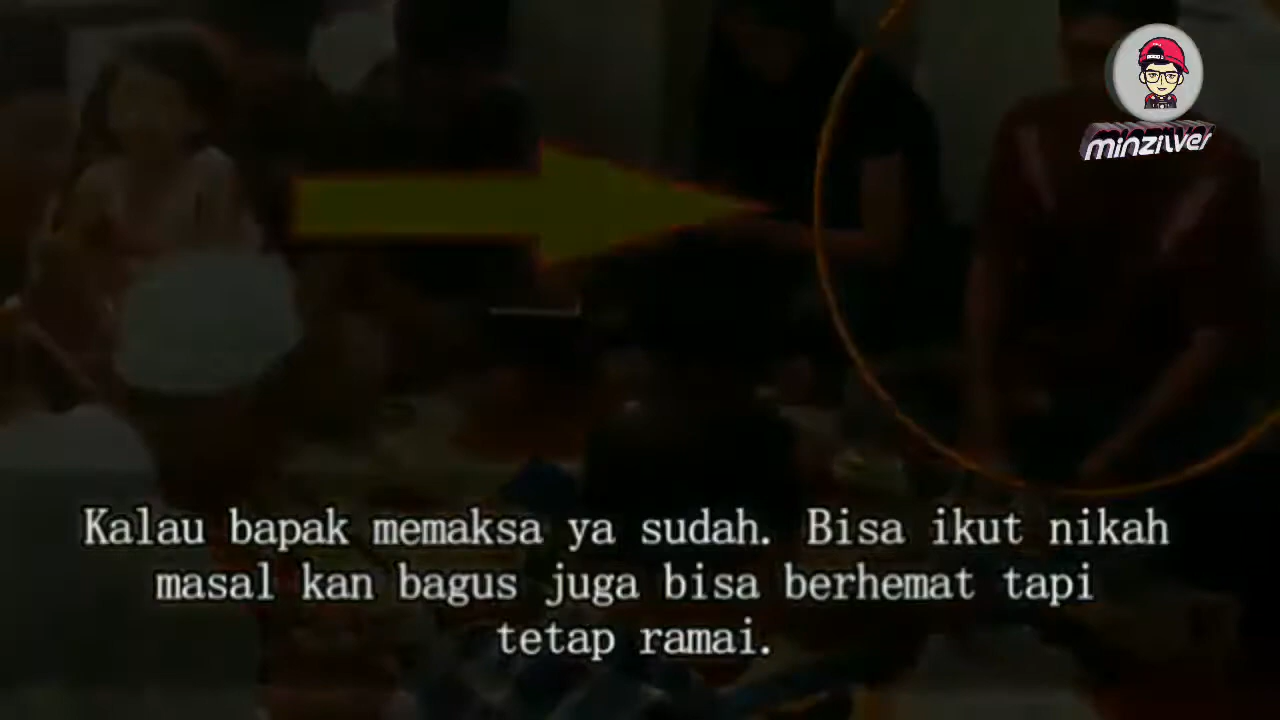 minzilver
Kalau bapak memaksa ya sudah. Bisa ikut nikah
masal kan bagus juga bisa berhemat tapi
tetap ramai.